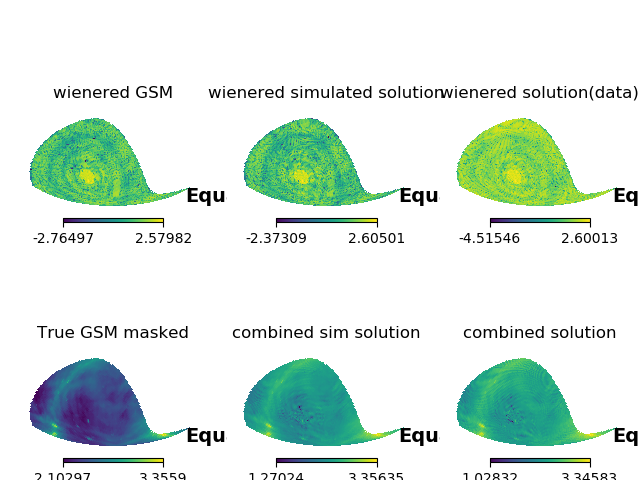 wienered GSM
wienered simulated solution
wienered solution(data)
Equ
Equ
Eq
-2.76497 2.57982
-2.37309 2.60501
-4.51546 2.60013
True GSM masked
combined sim solution
combined solution
Equ
Equ
Eq
2.10297 3.3559
1.27024 3.35635
1.02832 3.34583